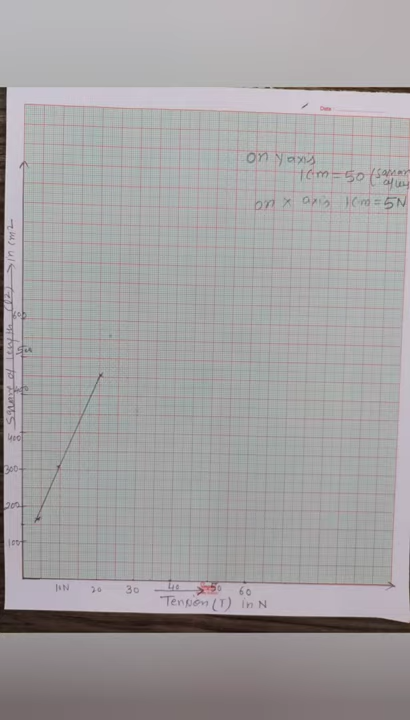 Date
on Y axis
1Cm = 50 (Square
of
on x axis 1Cm = 5N
Square of length (l2) → in Cm2
600
500
400
300
200
100
10N 20 30 40 50 60
Tension (T) in N